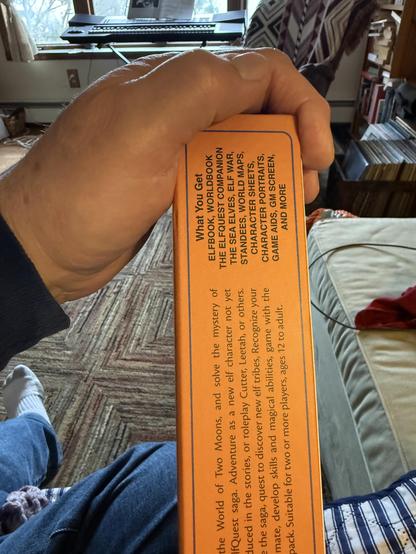 What You Get
ELFBOOK, WORLDBOOK
THE ELFQUEST COMPANION
THE SEA ELVES, ELF WAR,
STANDEES, WORLD MAPS,
CHARACTER SHEETS,
CHARACTER PORTRAITS,
GAME AIDS, GM SCREEN,
AND MORE
the World of Two Moons, and solve the mystery of
lfQuest saga. Adventure as a new elf character not yet
duced in the stories, or roleplay Cutter, Leetah, or others.
e the saga, quest to discover new elf tribes, Recognize your
mate, develop skills and magical abilities, game with the
pack. Suitable for two or more players, ages 12 to adult.